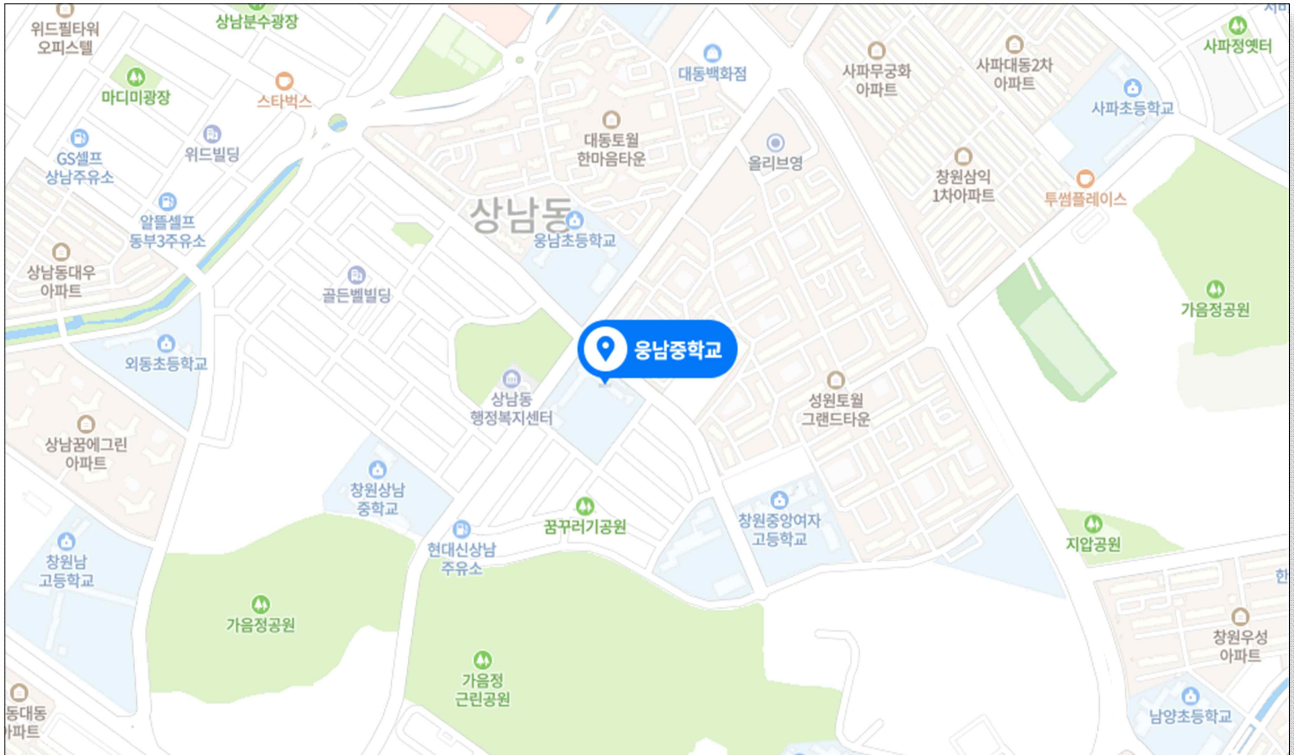 위드필타워
오피스텔
상남분수광장
마디미광장
스타벅스
대동백화점
사파무궁화
아파트
사파대동2차
아파트
사파정옛터
사파초등학교
GS셀프
상남주유소
위드빌딩
대동토월
한마음타운
올리브영
창원삼익
1차아파트
투썸플레이스
알뜰셀프
동부3주유소
상남동
웅남초등학교
상남동대우
아파트
골든벨빌딩
가음정공원
외동초등학교
웅남중학교
상남동
행정복지센터
성원토월
그랜드타운
상남꿈에그린
아파트
창원상남
중학교
꿈꾸러기공원
창원중앙여자
고등학교
지압공원
현대신상남
주유소
창원남
고등학교
한
가음정공원
창원우성
아파트
가음정
근린공원
동대동
아파트
남양초등학교